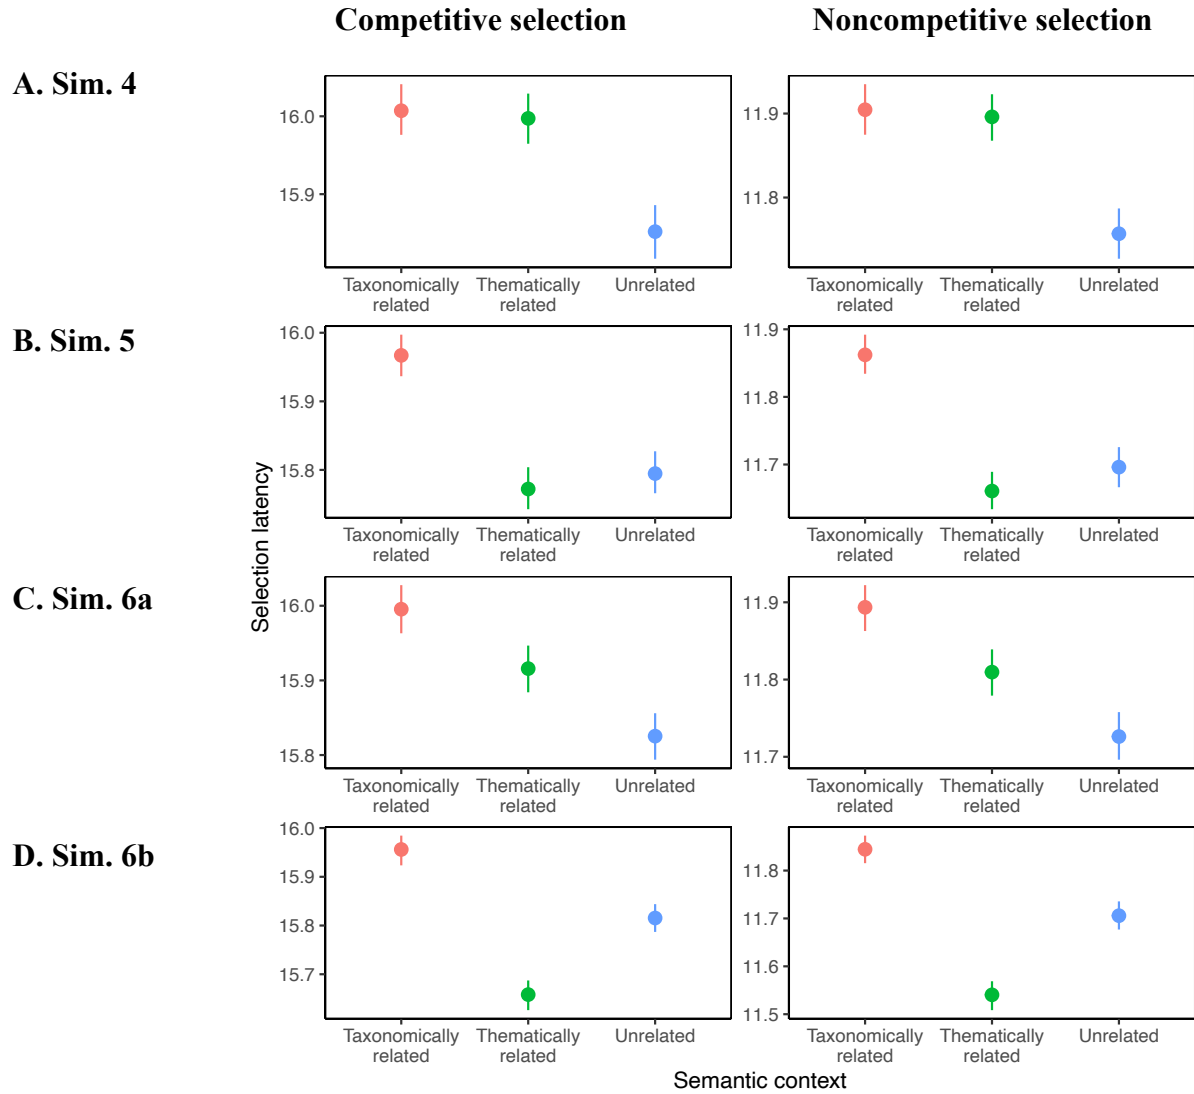 Competitive selection
Noncompetitive selection
A. Sim. 4
16.0
15.9
11.9
11.8
Taxonomically
related
Thematically
related
Unrelated
Taxonomically
related
Thematically
related
Unrelated
B. Sim. 5
16.0
15.9
15.8
11.9
11.8
11.7
Taxonomically
related
Thematically
related
Unrelated
Taxonomically
related
Thematically
related
Unrelated
Selection latency
C. Sim. 6a
16.0
15.9
15.8
11.9
11.8
11.7
Taxonomically
related
Thematically
related
Unrelated
Taxonomically
related
Thematically
related
Unrelated
D. Sim. 6b
16.0
15.9
15.8
15.7
11.8
11.7
11.6
11.5
Taxonomically
related
Thematically
related
Unrelated
Taxonomically
related
Thematically
related
Unrelated
Semantic context